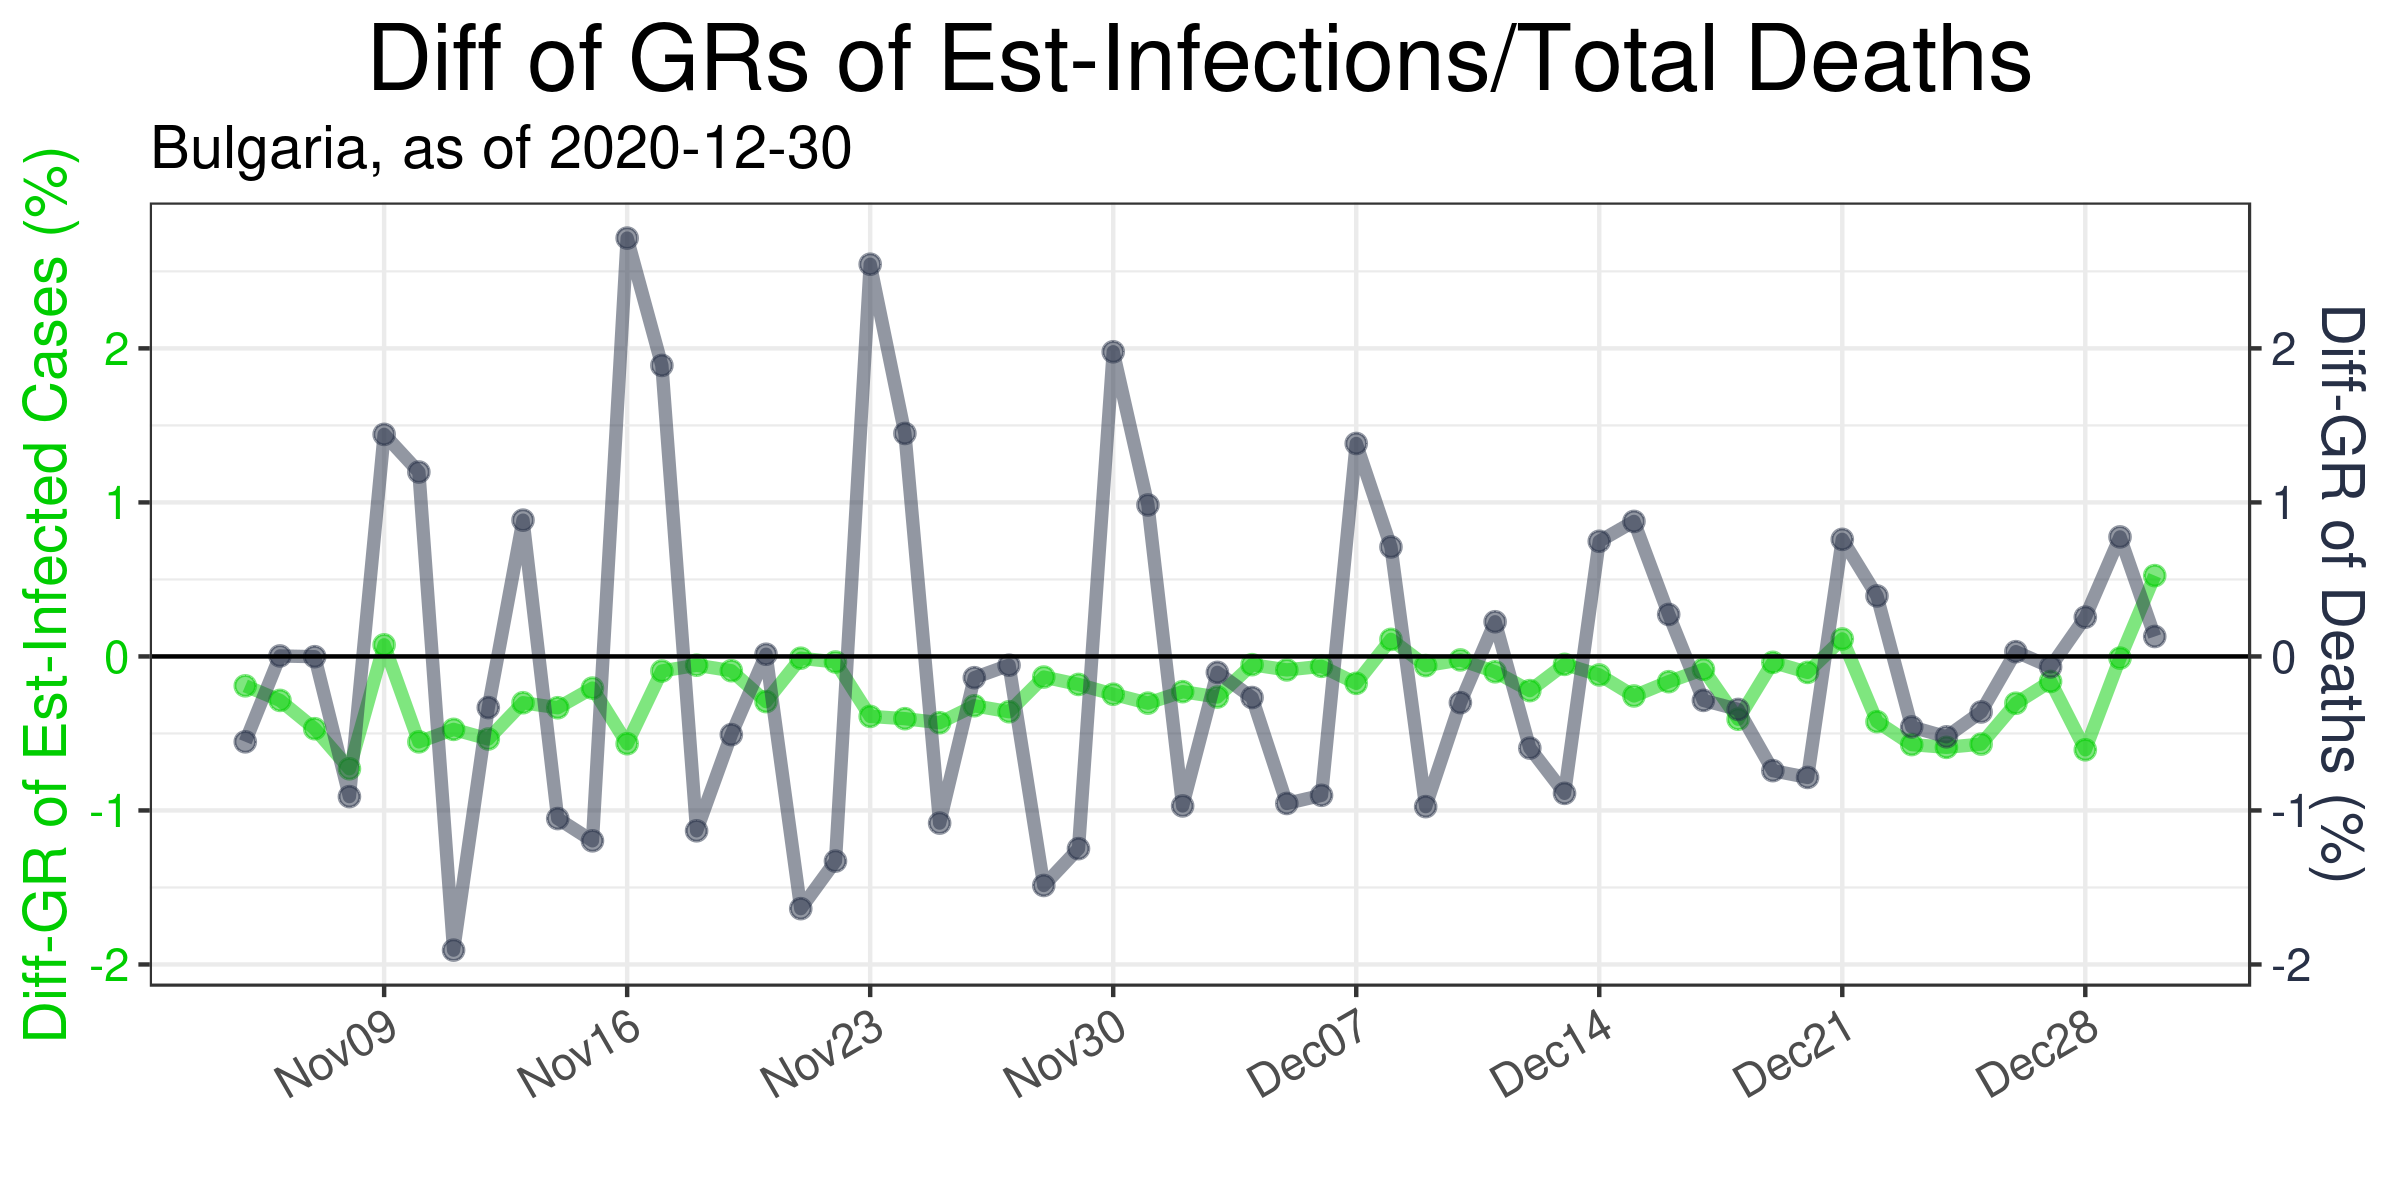 Diff of GRs of Est-Infections/Total Deaths
Bulgaria, as of 2020-12-30
Diff-GR of Est-Infected Cases (%)
2
1
0
-1
-2
2
1
0
-1
-2
Diff-GR of Deaths (%)
Nov09
Nov16
Nov23
Nov30
Dec07
Dec14
Dec21
Dec28